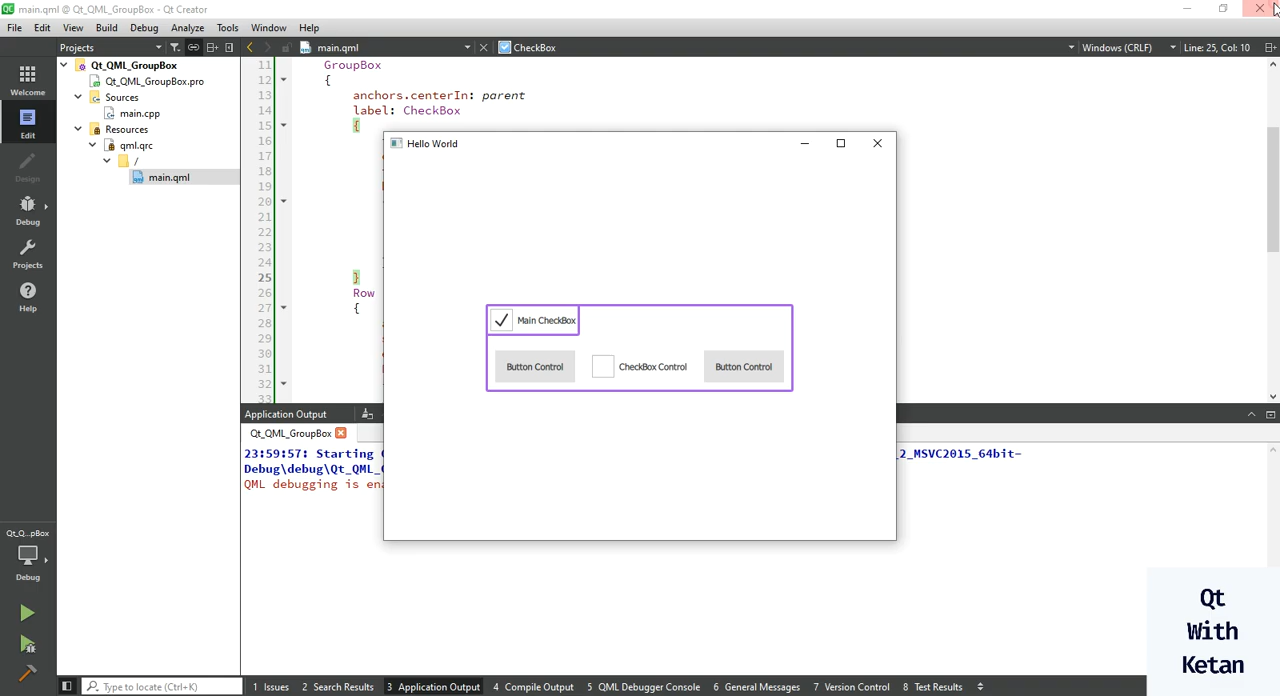 main.qml @ Qt_QML_GroupBox - Qt Creator
File Edit View Build Debug Analyze Tools Window Help
Projects main.qml CheckBox Windows (CRLF) Line: 25, Col: 10
Welcome
Edit
Design
Debug
Projects
Help
Qt_QML_GroupBox
Qt_QML_GroupBox.pro
Sources
main.cpp
Resources
qml.qrc
/
main.qml
11 GroupBox
12 {
13 anchors.centerIn: parent
14 label: CheckBox
15 {
16
17
18
19
20
21
22
23
24
25 }
26 Row
27 {
28
29
30
31
32
33
Hello World
Main CheckBox
Button Control CheckBox Control Button Control
Application Output
Qt_QML_GroupBox
23:59:57: Starting
_2_MSVC2015_64bit-
Debug\debug\Qt_QML_
QML debugging is ena
Qt_Q...pBox
Debug
Type to locate (Ctrl+K) 1 Issues 2 Search Results 3 Application Output 4 Compile Output 5 QML Debugger Console 6 General Messages 7 Version Control 8 Test Results
Qt
With
Ketan